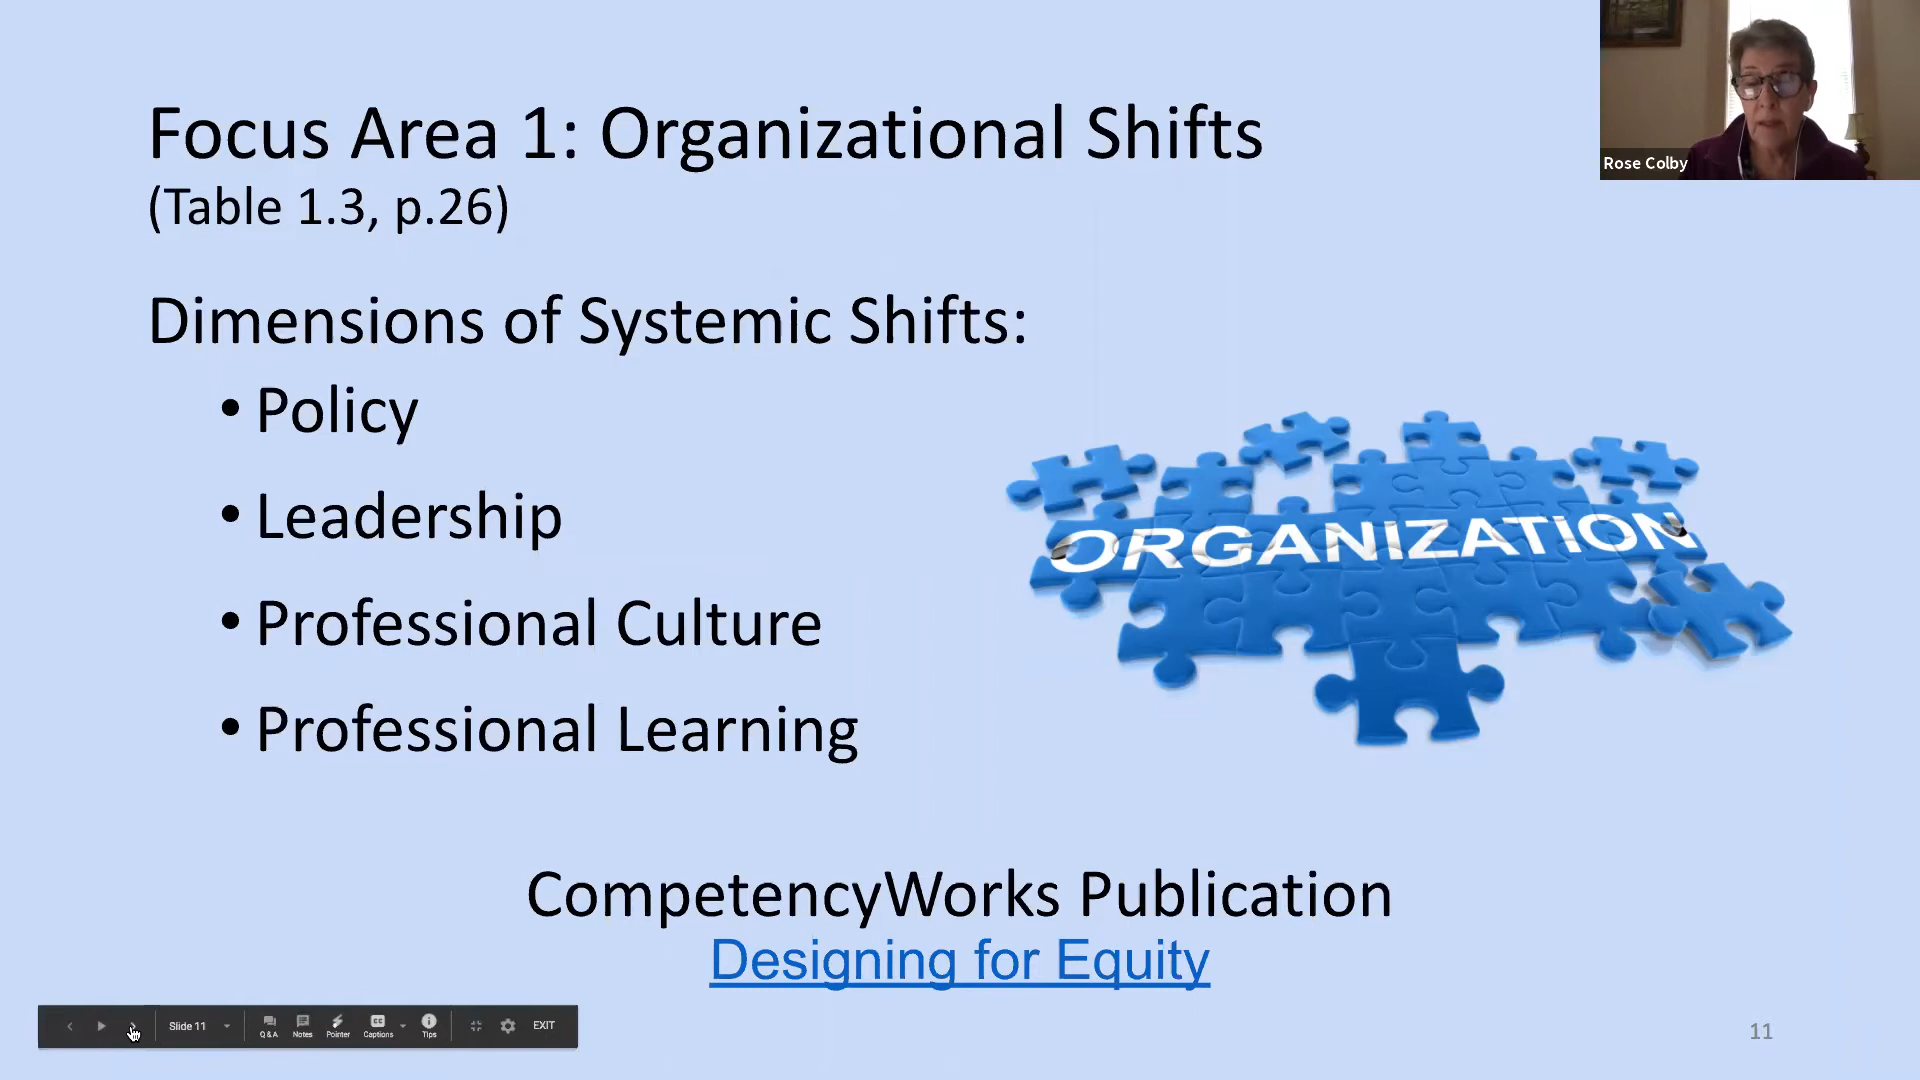 Focus Area 1: Organizational Shifts
(Table 1.3, p.26)
Rose Colby
Dimensions of Systemic Shifts:
• Policy
• Leadership
• Professional Culture
• Professional Learning
ORGANIZATION
CompetencyWorks Publication
Designing for Equity
Slide 11
Q & A
Notes
Pointer
CC
Captions
Tips
EXIT
11